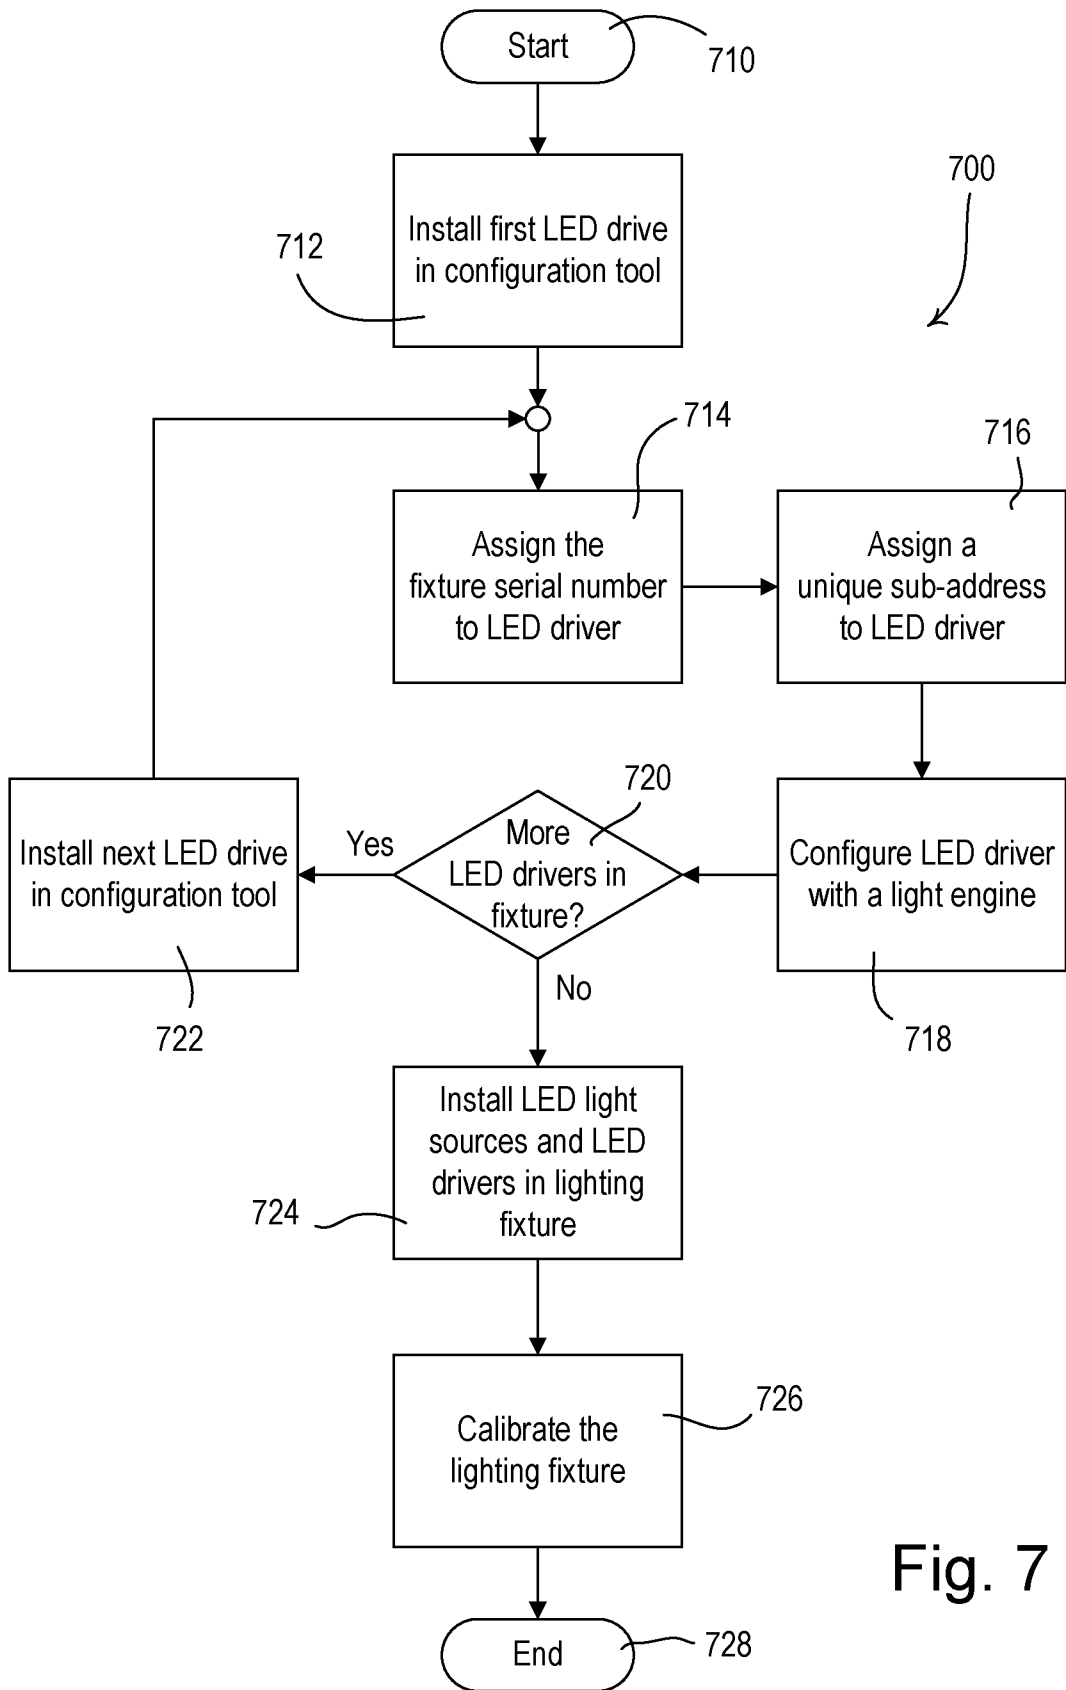 Start
710
700
Install first LED drive
in configuration tool
712
714
716
Assign the
fixture serial number
to LED driver
Assign a
unique sub-address
to LED driver
720
Yes
Install next LED drive
in configuration tool
More
LED drivers in
fixture?
Configure LED driver
with a light engine
No
722
718
Install LED light
sources and LED
drivers in lighting
fixture
724
726
Calibrate the
lighting fixture
Fig. 7
End
728